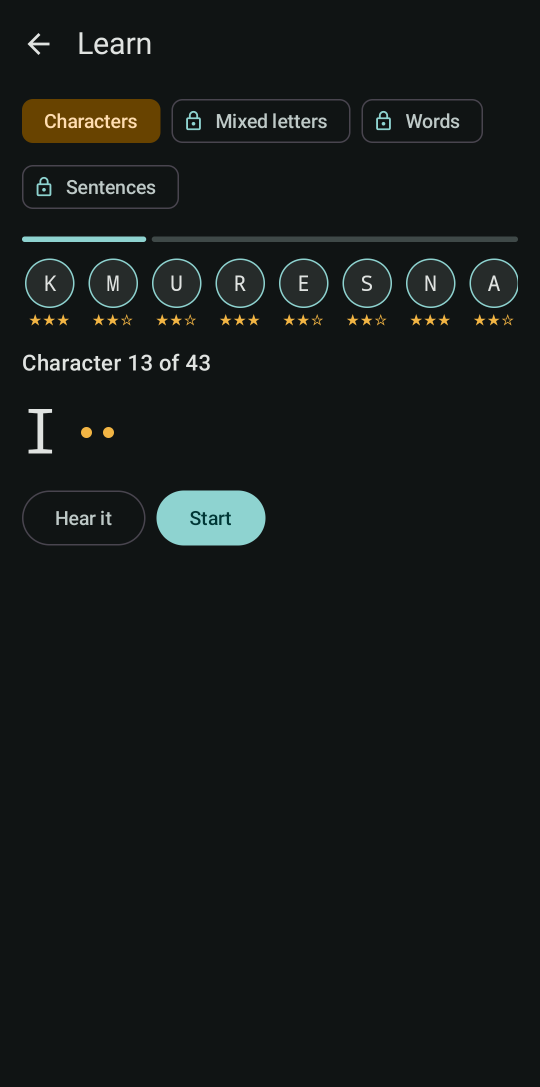 Learn
Characters Mixed letters Words
Sentences
K M U R E S N A
★★★ ★★☆ ★★☆ ★★★ ★★☆ ★★☆ ★★★ ★★☆
Character 13 of 43
I ••
Hear it Start